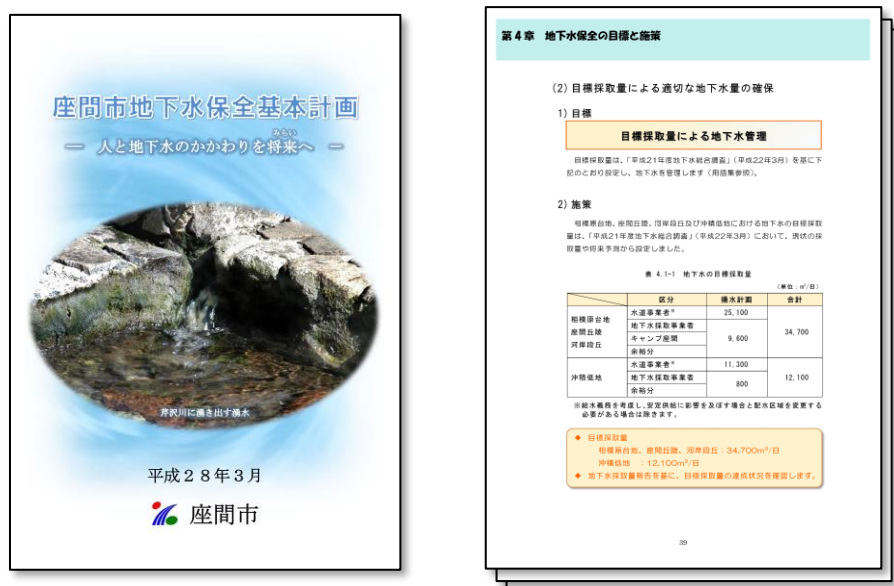 座間市地下水保全基本計画
― 人と地下水のかかわりを将来へ ―
みらい
芹沢川に湧き出す湧水
平成28年3月
座間市
第4章 地下水保全の目標と施策
(2) 目標採取量による適切な地下水量の確保
1) 目標
目標採取量による地下水管理
目標採取量は、「平成21年度地下水総合調査」(平成22年3月) を基に下
記のとおり設定し、地下水を管理します (用語集参照)。
2) 施策
相模原台地、座間丘陵、河岸段丘及び沖積低地における地下水の目標採取
量は、「平成21年度地下水総合調査」(平成22年3月) において、現状の採
取量や将来予測から設定しました。
表 4.1-1 地下水の目標採取量
(単位:㎥/日)
区分 揚水計画 合計
相模原台地
座間丘陵
河岸段丘
水道事業者※ 25,100
地下水採取事業者
キャンプ座間
余裕分
9,600
34,700
沖積低地
水道事業者※ 11,300
地下水採取事業者
余裕分
800
12,100
※給水義務を考慮し、安定供給に影響を及ぼす場合と配水区域を変更する
必要がある場合は除きます。
◆ 目標採取量
相模原台地、座間丘陵、河岸段丘:34,700m³/日
沖積低地 :12,100m³/日
◆ 地下水採取量報告を基に、目標採取量の達成状況を確認します。
39